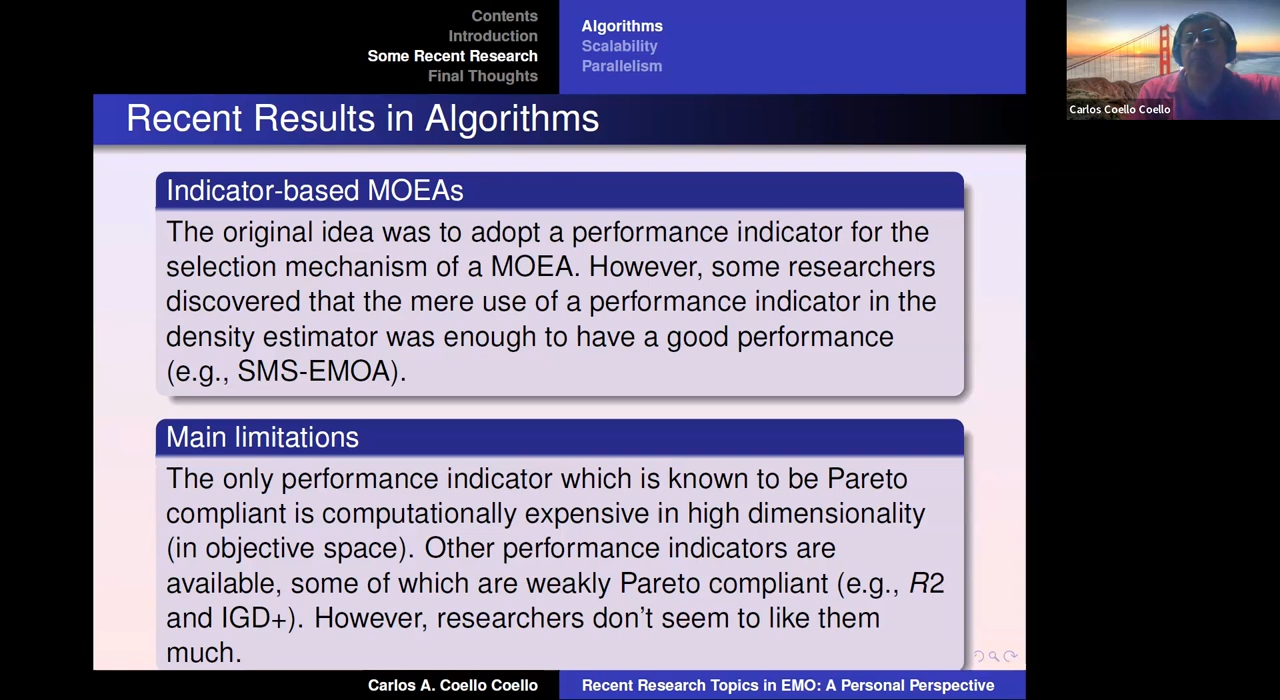 Contents
Introduction
Some Recent Research
Final Thoughts
Algorithms
Scalability
Parallelism
Carlos Coello Coello
Recent Results in Algorithms
Indicator-based MOEAs
The original idea was to adopt a performance indicator for the
selection mechanism of a MOEA. However, some researchers
discovered that the mere use of a performance indicator in the
density estimator was enough to have a good performance
(e.g., SMS-EMOA).
Main limitations
The only performance indicator which is known to be Pareto
compliant is computationally expensive in high dimensionality
(in objective space). Other performance indicators are
available, some of which are weakly Pareto compliant (e.g., R2
and IGD+). However, researchers don't seem to like them
much.
Carlos A. Coello Coello
Recent Research Topics in EMO: A Personal Perspective